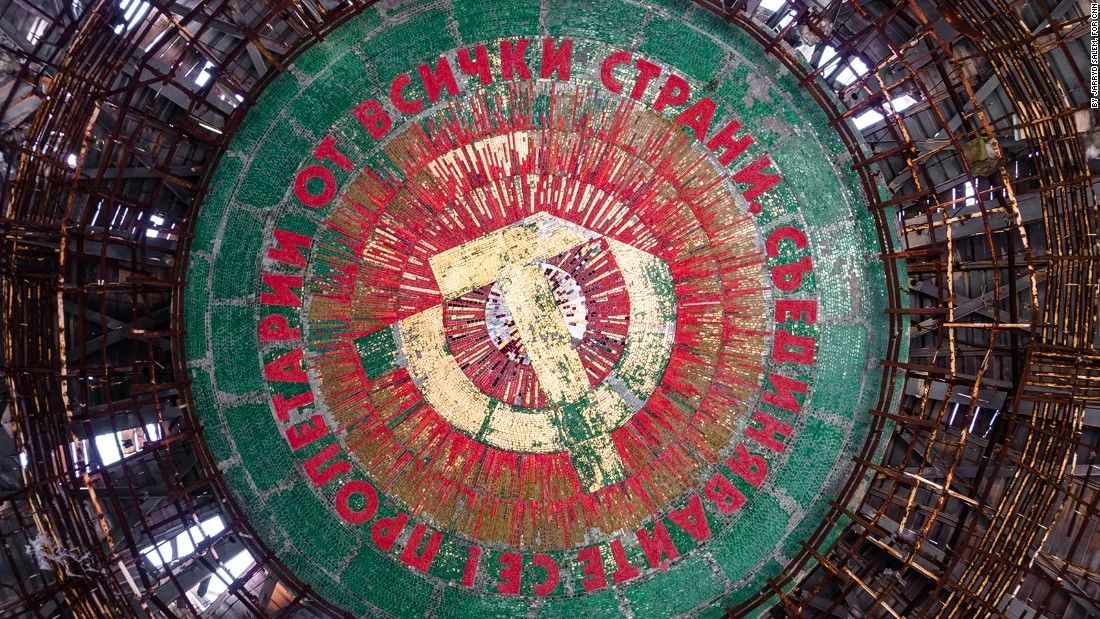 ПРОЛЕТАРИИ ОТ ВСИЧКИ СТРАНИ, СЪЕДИНЯВАЙТЕ СЕ!
BY JARRYD SALEM, FOR CNN